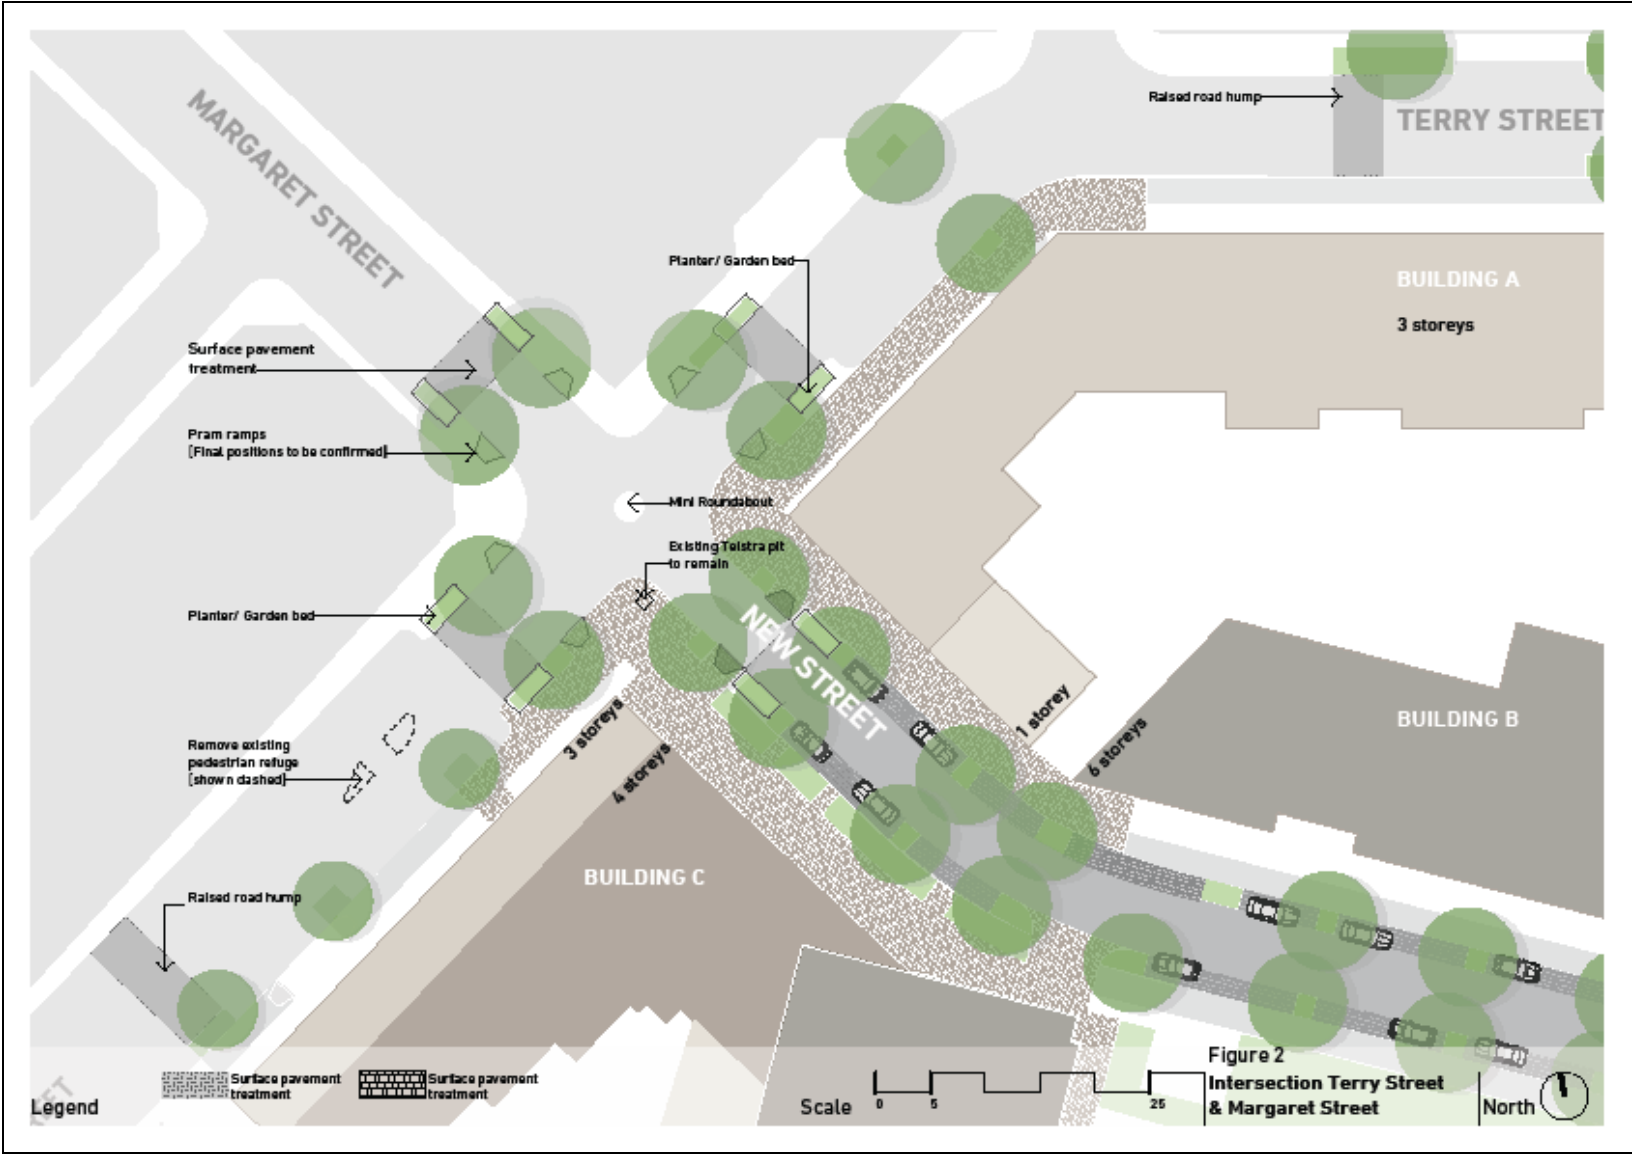 MARGARET STREET
Raised road hump
TERRY STREET
Planter/ Garden bed
BUILDING A
3 storeys
Surface pavement
treatment
Pram ramps
[Final positions to be confirmed]
Mini Roundabout
Existing Telstra pit
to remain
Planter/ Garden bed
NEW STREET
1 storey
6 storeys
BUILDING B
3 storeys
4 storeys
Remove existing
pedestrian refuge
[shown dashed]
BUILDING C
Raised road hump
Legend
Surface pavement
treatment
Surface pavement
treatment
Scale
0 5 25
Figure 2
Intersection Terry Street
& Margaret Street
North